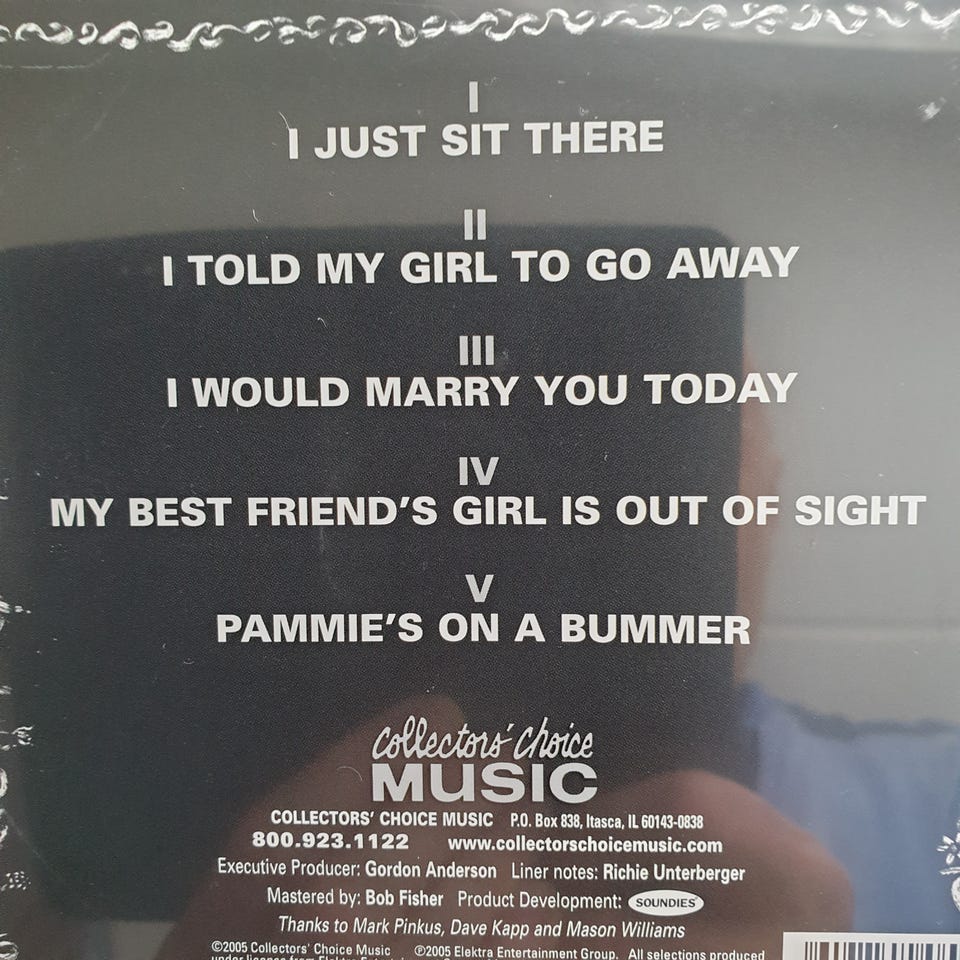 I
I JUST SIT THERE
II
I TOLD MY GIRL TO GO AWAY
III
I WOULD MARRY YOU TODAY
IV
MY BEST FRIEND'S GIRL IS OUT OF SIGHT
V
PAMMIE'S ON A BUMMER
collectors' choice
MUSIC
COLLECTORS' CHOICE MUSIC P.O. Box 838, Itasca, IL 60143-0838
800.923.1122 www.collectorschoicemusic.com
Executive Producer: Gordon Anderson Liner notes: Richie Unterberger
Mastered by: Bob Fisher Product Development: SOUNDIES
Thanks to Mark Pinkus, Dave Kapp and Mason Williams
©2005 Collectors' Choice Music ℗2005 Elektra Entertainment Group. All selections produced
under license from Elektra